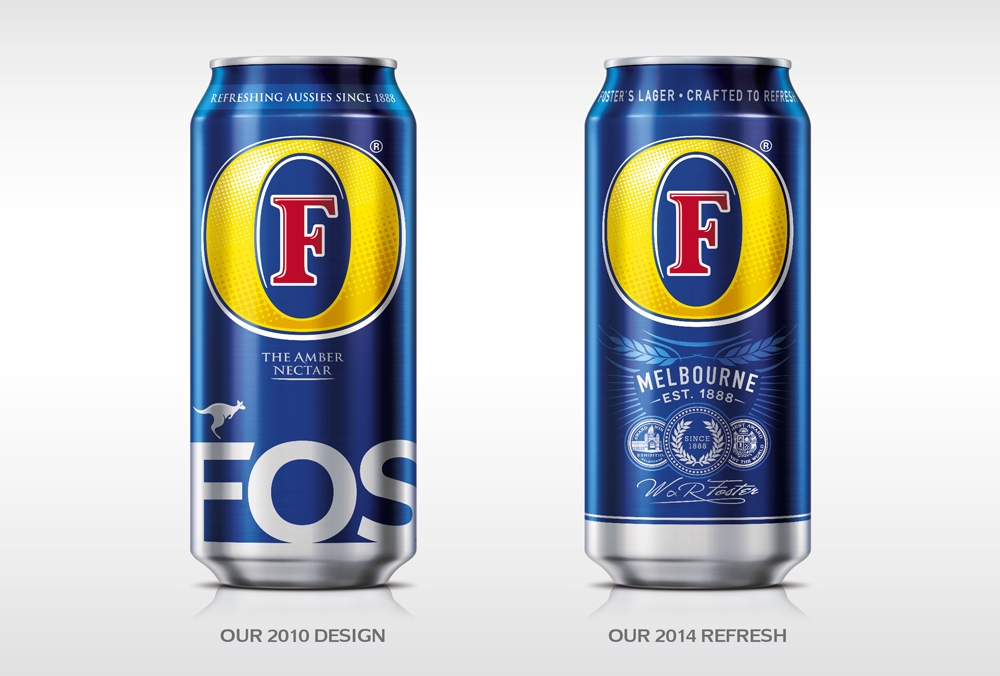 REFRESHING AUSSIES SINCE 1888
®
F
THE AMBER
NECTAR
FOS
OUR 2010 DESIGN
FOSTER'S LAGER • CRAFTED TO REFRESH
®
F
MELBOURNE
EST. 1888
SINCE
1888
W & R Foster
OUR 2014 REFRESH